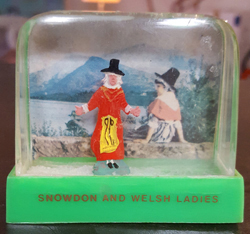 SNOWDON AND WELSH LADIES